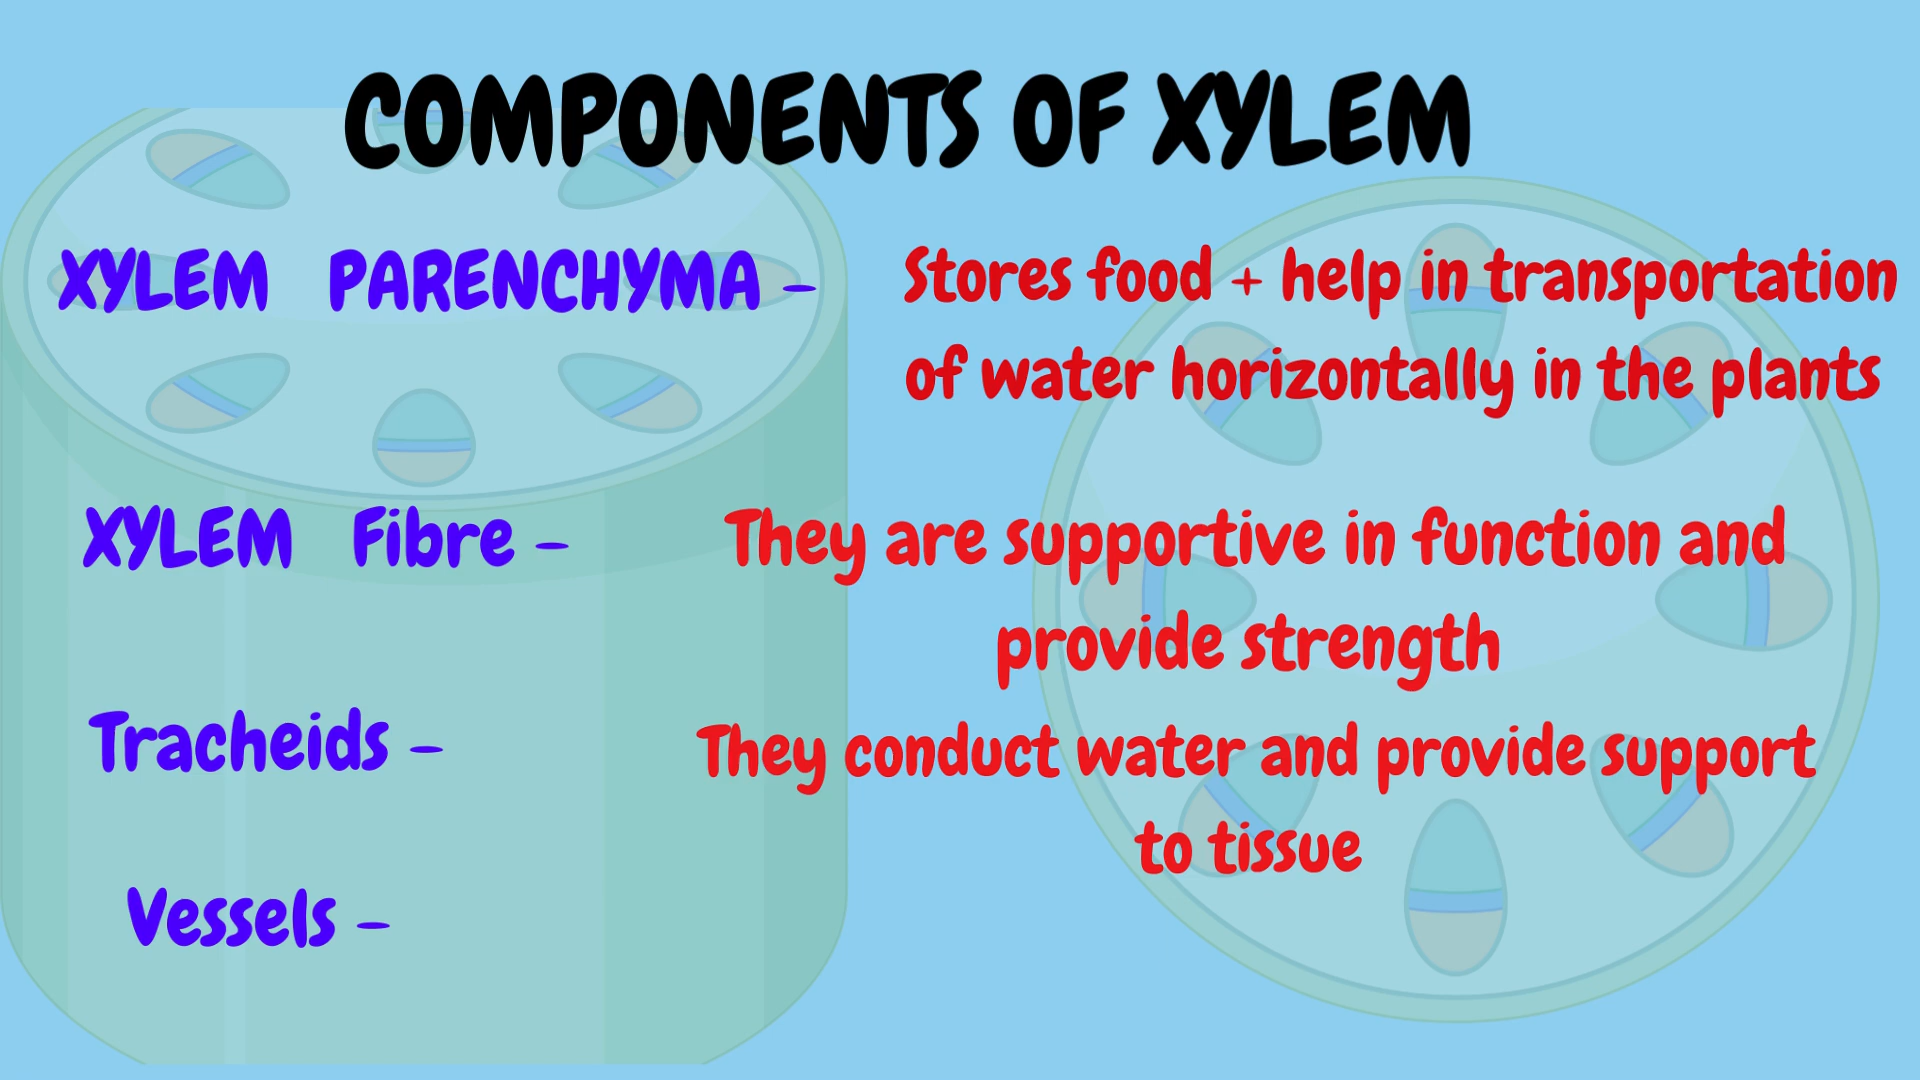 COMPONENTS OF XYLEM
XYLEM PARENCHYMA - Stores food + help in transportation
of water horizontally in the plants
XYLEM Fibre - They are supportive in function and
provide strength
Tracheids - They conduct water and provide support
to tissue
Vessels -